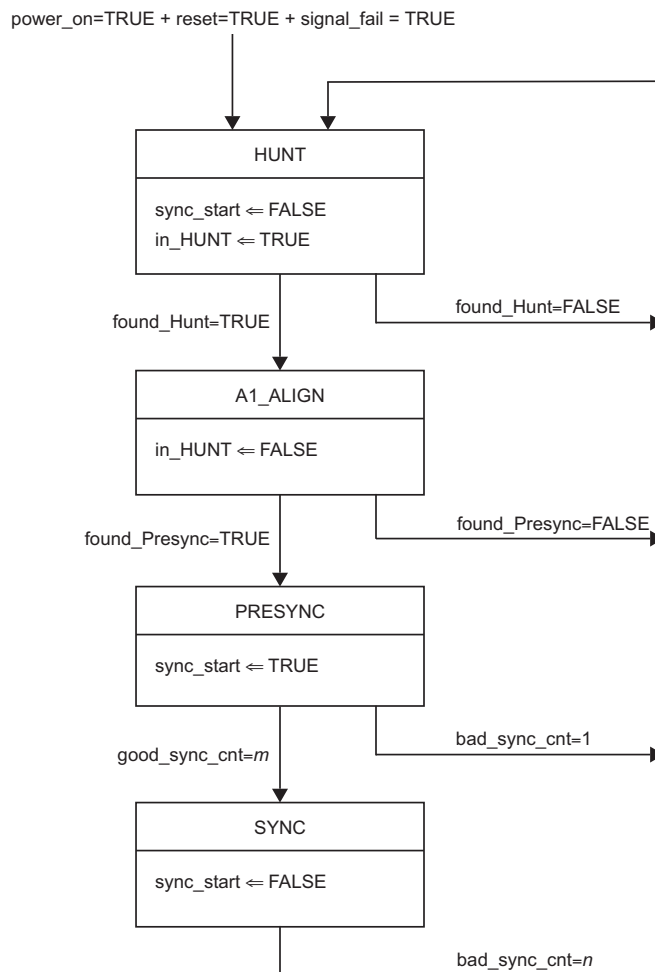 power_on=TRUE + reset=TRUE + signal_fail = TRUE
HUNT
sync_start ⇐ FALSE
in_HUNT ⇐ TRUE
found_Hunt=TRUE
found_Hunt=FALSE
A1_ALIGN
in_HUNT ⇐ FALSE
found_Presync=TRUE
found_Presync=FALSE
PRESYNC
sync_start ⇐ TRUE
good_sync_cnt=m
bad_sync_cnt=1
SYNC
sync_start ⇐ FALSE
bad_sync_cnt=n